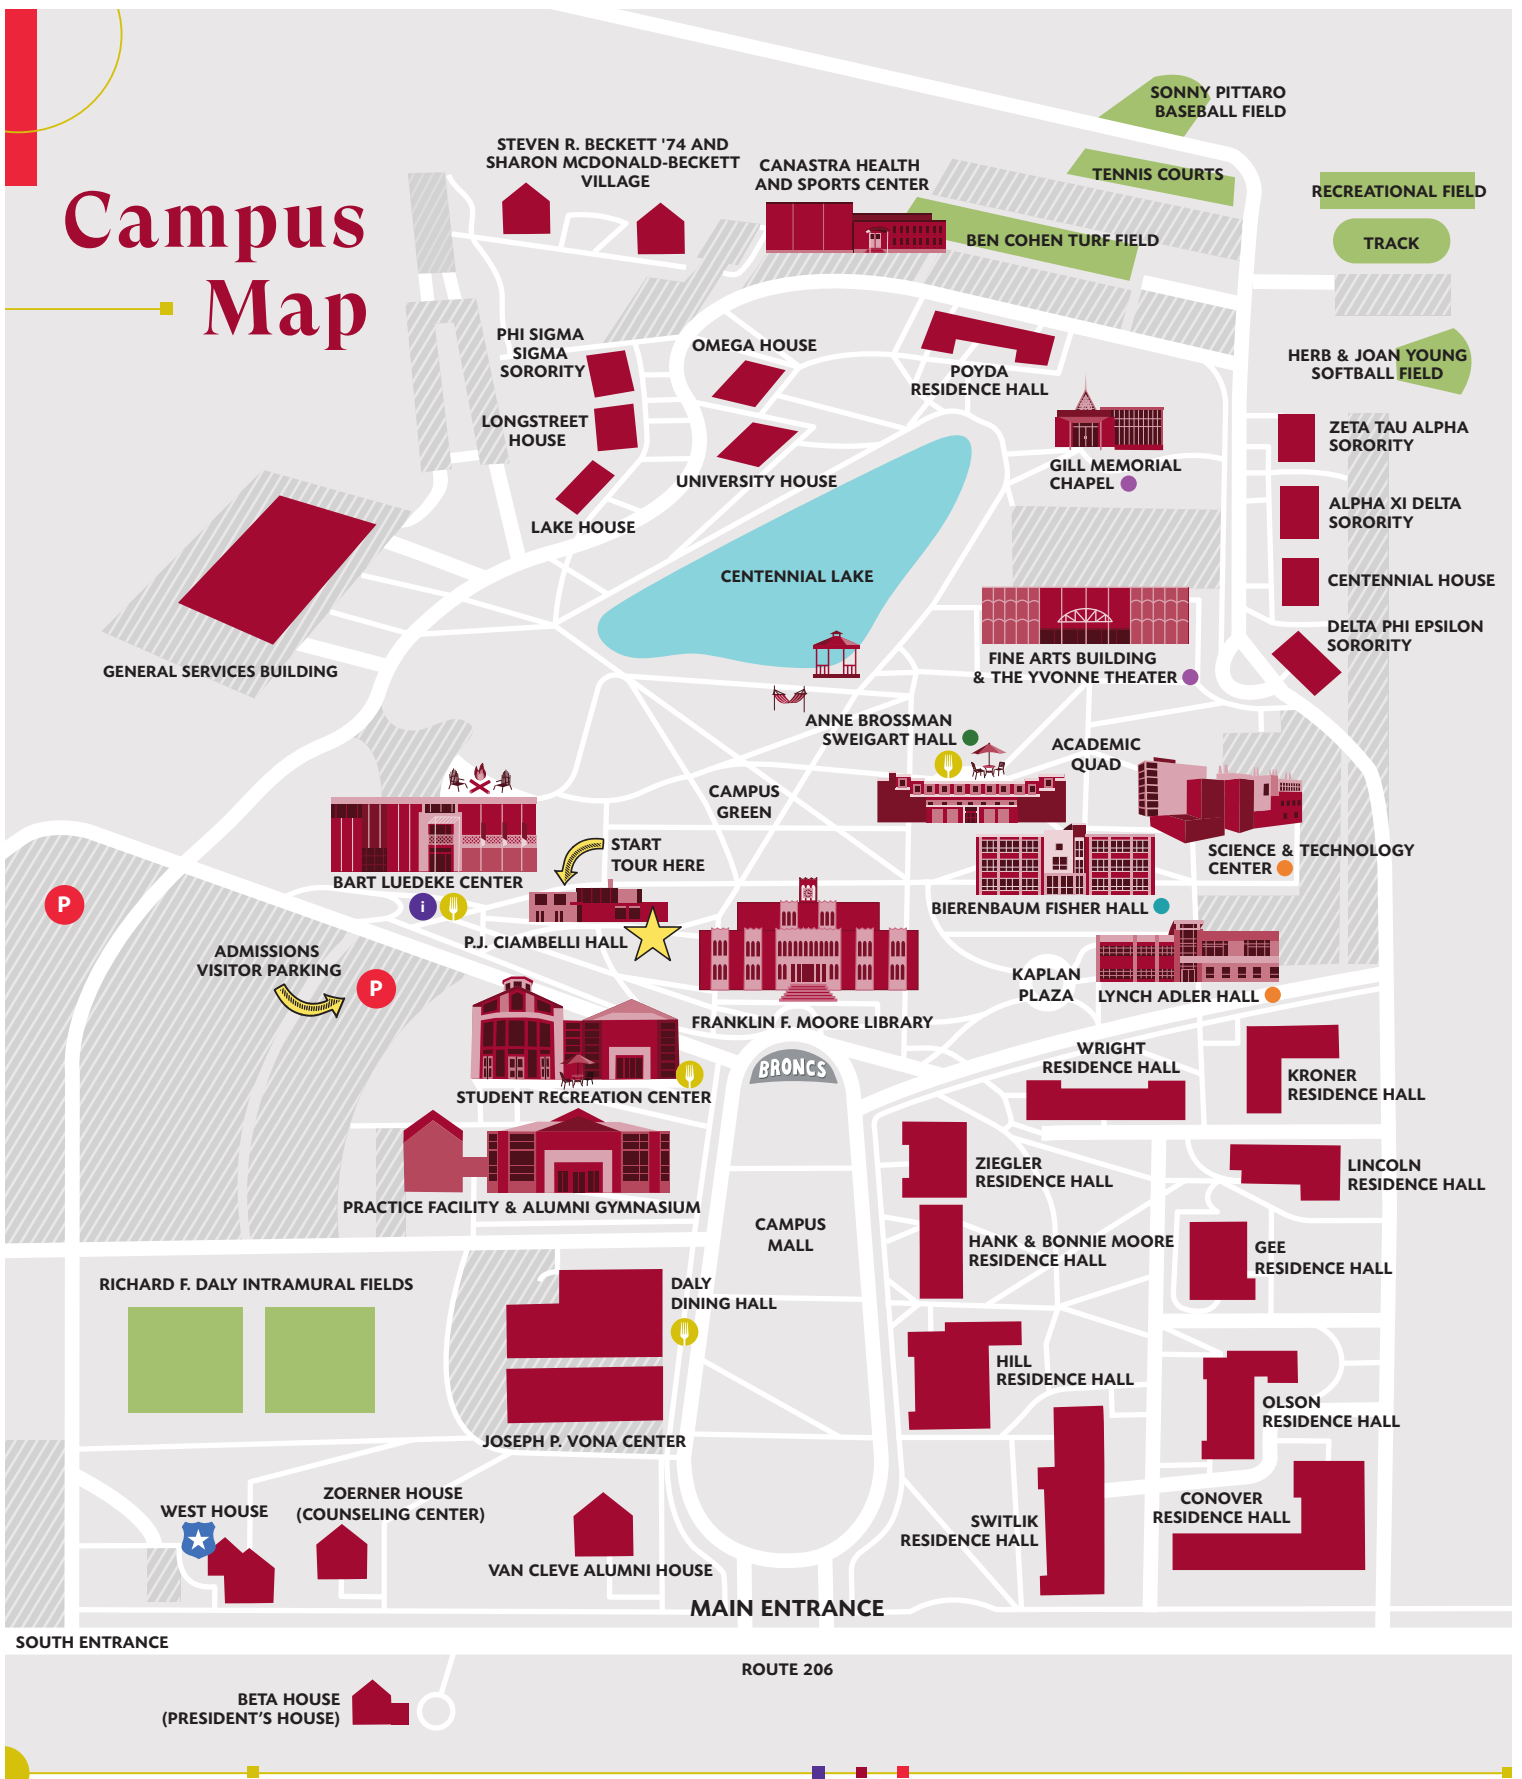 Campus
Map
SONNY PITTARO
BASEBALL FIELD
STEVEN R. BECKETT '74 AND
SHARON MCDONALD-BECKETT
VILLAGE
CANASTRA HEALTH
AND SPORTS CENTER
TENNIS COURTS
RECREATIONAL FIELD
BEN COHEN TURF FIELD
TRACK
PHI SIGMA
SIGMA
SORORITY
OMEGA HOUSE
POYDA
RESIDENCE HALL
HERB & JOAN YOUNG
SOFTBALL FIELD
LONGSTREET
HOUSE
ZETA TAU ALPHA
SORORITY
UNIVERSITY HOUSE
GILL MEMORIAL
CHAPEL
ALPHA XI DELTA
SORORITY
LAKE HOUSE
CENTENNIAL LAKE
CENTENNIAL HOUSE
DELTA PHI EPSILON
SORORITY
GENERAL SERVICES BUILDING
FINE ARTS BUILDING
& THE YVONNE THEATER
ANNE BROSSMAN
SWEIGART HALL
ACADEMIC
QUAD
CAMPUS
GREEN
START
TOUR HERE
SCIENCE & TECHNOLOGY
CENTER
BART LUEDEKE CENTER
i
P
BIERENBAUM FISHER HALL
P.J. CIAMBELLI HALL
ADMISSIONS
VISITOR PARKING
P
KAPLAN
PLAZA
LYNCH ADLER HALL
FRANKLIN F. MOORE LIBRARY
BRONCS
WRIGHT
RESIDENCE HALL
KRONER
RESIDENCE HALL
STUDENT RECREATION CENTER
ZIEGLER
RESIDENCE HALL
LINCOLN
RESIDENCE HALL
PRACTICE FACILITY & ALUMNI GYMNASIUM
CAMPUS
MALL
HANK & BONNIE MOORE
RESIDENCE HALL
GEE
RESIDENCE HALL
RICHARD F. DALY INTRAMURAL FIELDS
DALY
DINING HALL
HILL
RESIDENCE HALL
OLSON
RESIDENCE HALL
JOSEPH P. VONA CENTER
WEST HOUSE
ZOERNER HOUSE
(COUNSELING CENTER)
CONOVER
RESIDENCE HALL
SWITLIK
RESIDENCE HALL
VAN CLEVE ALUMNI HOUSE
MAIN ENTRANCE
SOUTH ENTRANCE
ROUTE 206
BETA HOUSE
(PRESIDENT'S HOUSE)